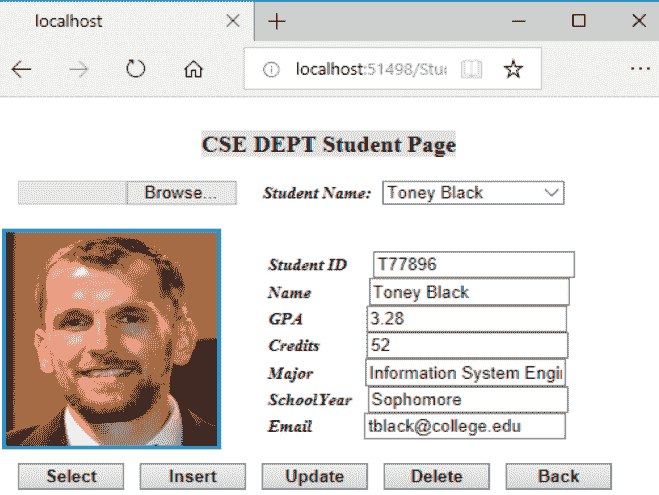 localhost
localhost:51498/Stu
CSE DEPT Student Page
Browse... Student Name: Toney Black
Student ID T77896
Name Toney Black
GPA 3.28
Credits 52
Major Information System Engi
SchoolYear Sophomore
Email tblack@college.edu
Select Insert Update Delete Back